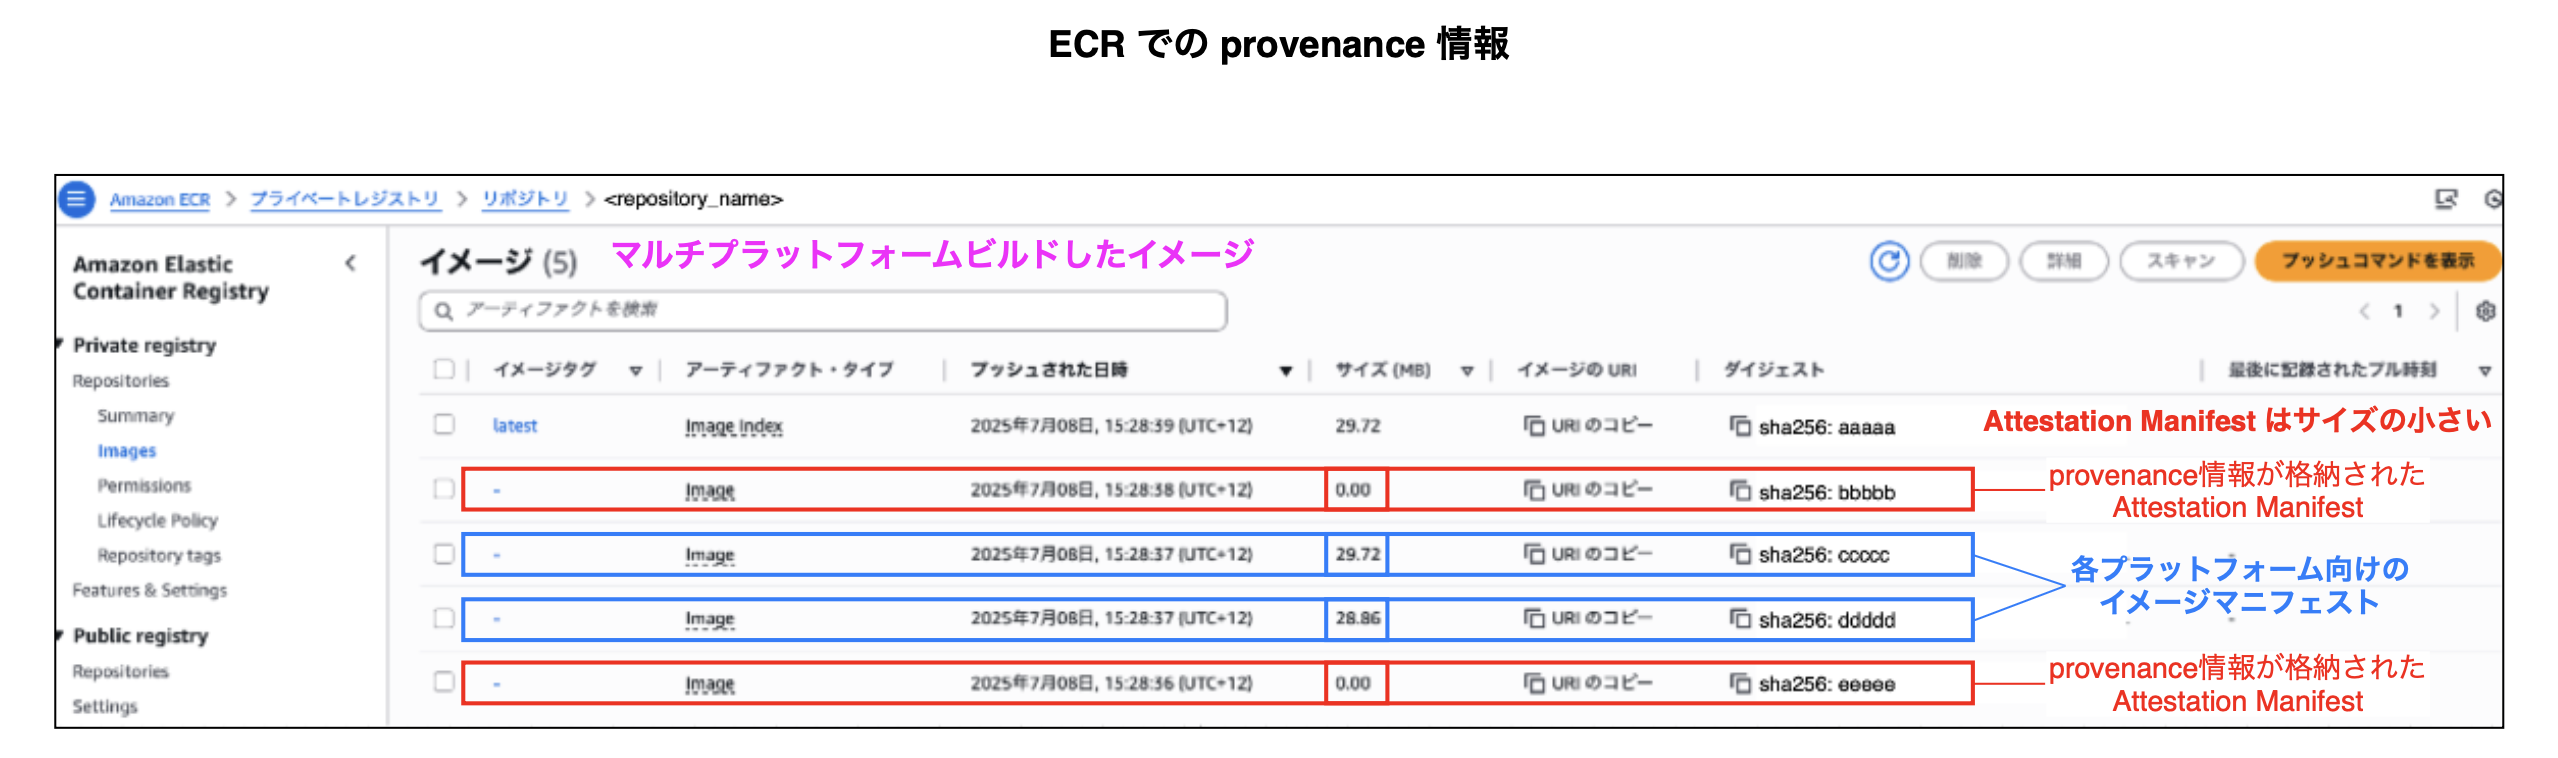 ECR での provenance 情報
Amazon ECR > プライベートレジストリ > リポジトリ > <repository_name>
Amazon Elastic
Container Registry
Private registry
Repositories
Summary
Images
Permissions
Lifecycle Policy
Repository tags
Features & Settings
Public registry
Repositories
Settings
イメージ (5) マルチプラットフォームビルドしたイメージ
削除 詳細 スキャン プッシュコマンドを表示
アーティファクトを検索
1
イメージタグ アーティファクト・タイプ プッシュされた日時 サイズ (MB) イメージの URI ダイジェスト 最後に記録されたプル時刻
latest Image Index 2025年7月08日, 15:28:39 (UTC+12) 29.72 URI のコピー sha256: aaaaa
Attestation Manifest はサイズの小さい
- Image 2025年7月08日, 15:28:38 (UTC+12) 0.00 URI のコピー sha256: bbbbb
provenance情報が格納された
Attestation Manifest
- Image 2025年7月08日, 15:28:37 (UTC+12) 29.72 URI のコピー sha256: ccccc
- Image 2025年7月08日, 15:28:37 (UTC+12) 28.86 URI のコピー sha256: ddddd
各プラットフォーム向けの
イメージマニフェスト
- Image 2025年7月08日, 15:28:36 (UTC+12) 0.00 URI のコピー sha256: eeeee
provenance情報が格納された
Attestation Manifest